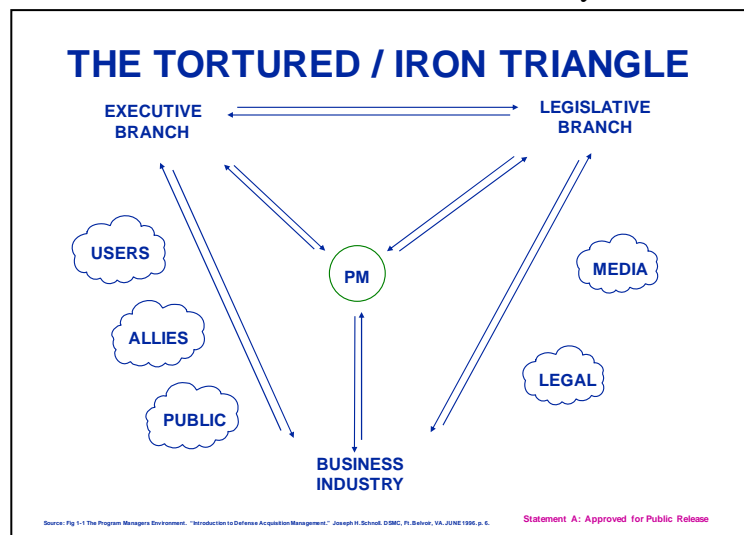 THE TORTURED / IRON TRIANGLE
EXECUTIVE
BRANCH
LEGISLATIVE
BRANCH
USERS
PM
MEDIA
ALLIES
LEGAL
PUBLIC
BUSINESS
INDUSTRY
Source: Fig 1-1 The Program Managers Environment. "Introduction to Defense Acquisition Management." Joseph H. Schmoll. DSMC, Ft. Belvoir, VA. JUNE 1996. p. 6.
Statement A: Approved for Public Release